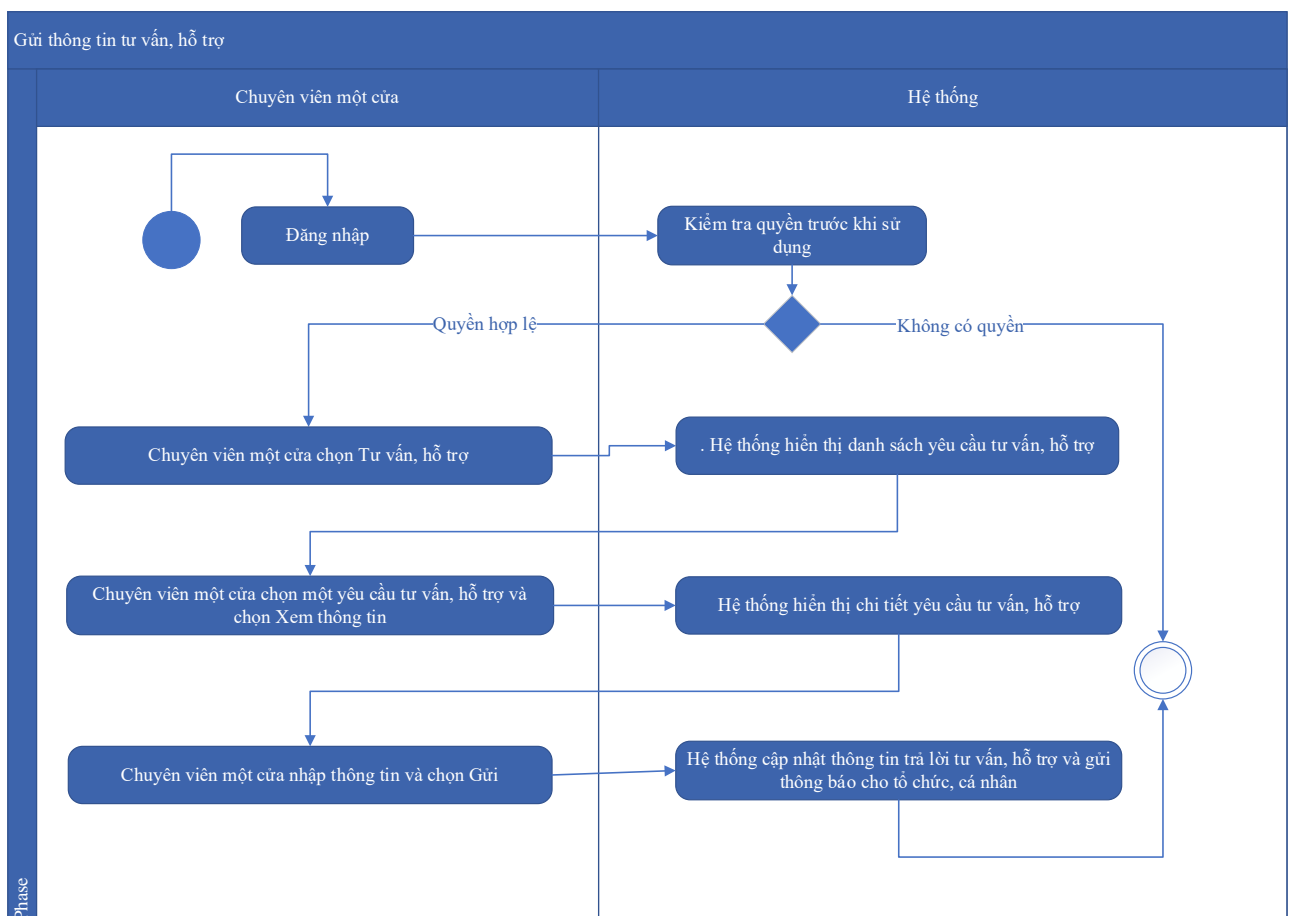 Gửi thông tin tư vấn, hỗ trợ
Chuyên viên một cửa
Hệ thống
Đăng nhập
Kiểm tra quyền trước khi sử
dụng
Quyền hợp lệ
Không có quyền
Chuyên viên một cửa chọn Tư vấn, hỗ trợ
. Hệ thống hiển thị danh sách yêu cầu tư vấn, hỗ trợ
Chuyên viên một cửa chọn một yêu cầu tư vấn, hỗ trợ và
chọn Xem thông tin
Hệ thống hiển thị chi tiết yêu cầu tư vấn, hỗ trợ
Chuyên viên một cửa nhập thông tin và chọn Gửi
Hệ thống cập nhật thông tin trả lời tư vấn, hỗ trợ và gửi
thông báo cho tổ chức, cá nhân
Phase